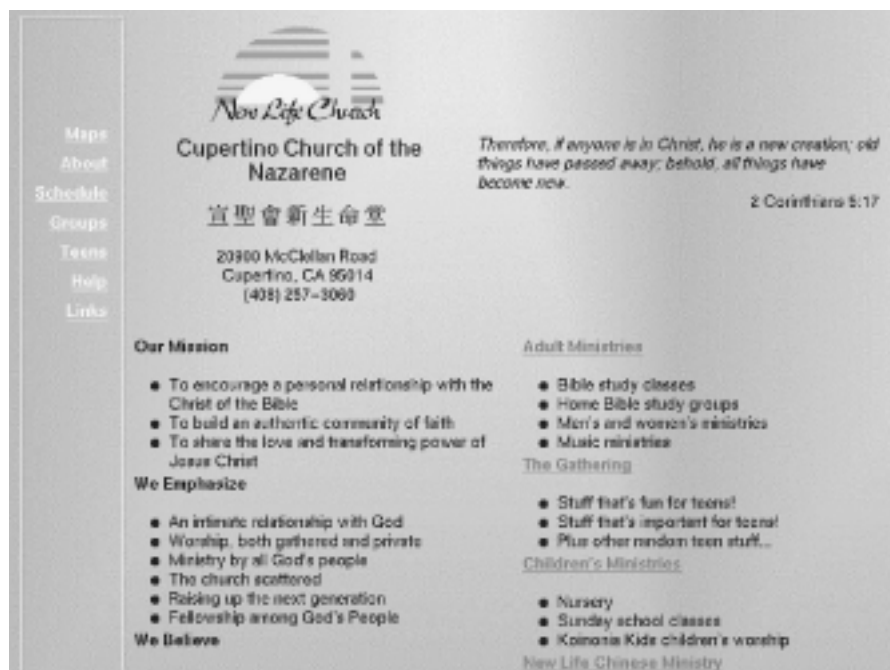 Maps
About
Schedule
Groups
Teens
Help
Links
New Life Church
Cupertino Church of the
Nazarene
宣聖會新生命堂
20900 McClellan Road
Cupertino, CA 95014
(408) 257-3060
Therefore, if anyone is in Christ, he is a new creation; old
things have passed away; behold, all things have
become new.
2 Corinthians 5:17
Our Mission
To encourage a personal relationship with the
Christ of the Bible
To build an authentic community of faith
To share the love and transforming power of
Jesus Christ
We Emphasize
An intimate relationship with God
Worship, both gathered and private
Ministry by all God's people
The church scattered
Raising up the next generation
Fellowship among God's People
We Believe
Adult Ministries
Bible study classes
Home Bible study groups
Men's and women's ministries
Music ministries
The Gathering
Stuff that's fun for teens!
Stuff that's important for teens!
Plus other random teen stuff...
Children's Ministries
Nursery
Sunday school classes
Koinonia Kids children's worship
New Life Chinese Ministry